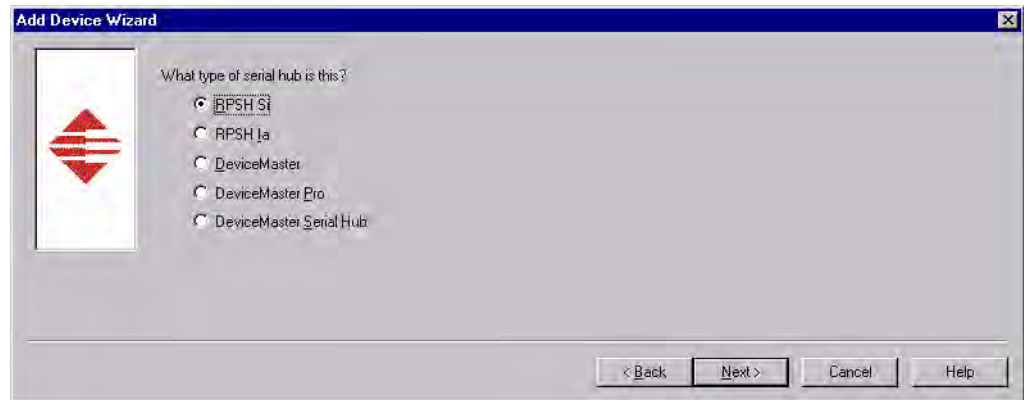 Add Device Wizard
What type of serial hub is this?
RPSH Si
RPSH Ia
DeviceMaster
DeviceMaster Pro
DeviceMaster Serial Hub
< Back Next > Cancel Help